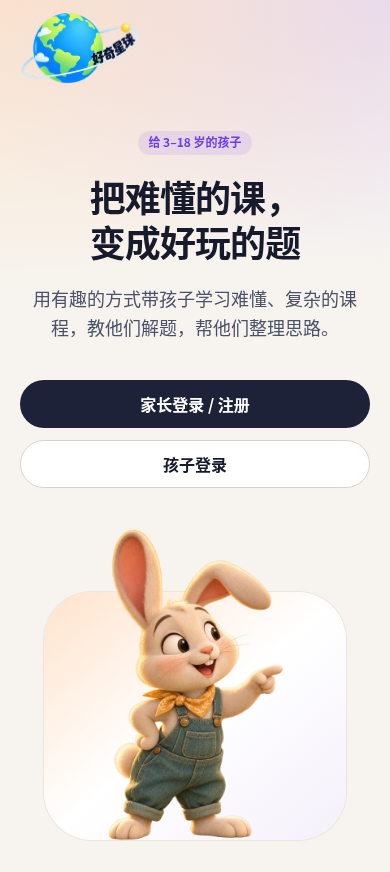 好奇星球
给 3–18 岁的孩子
把难懂的课，
变成好玩的题
用有趣的方式带孩子学习难懂、复杂的课
程，教他们解题，帮他们整理思路。
家长登录 / 注册
孩子登录